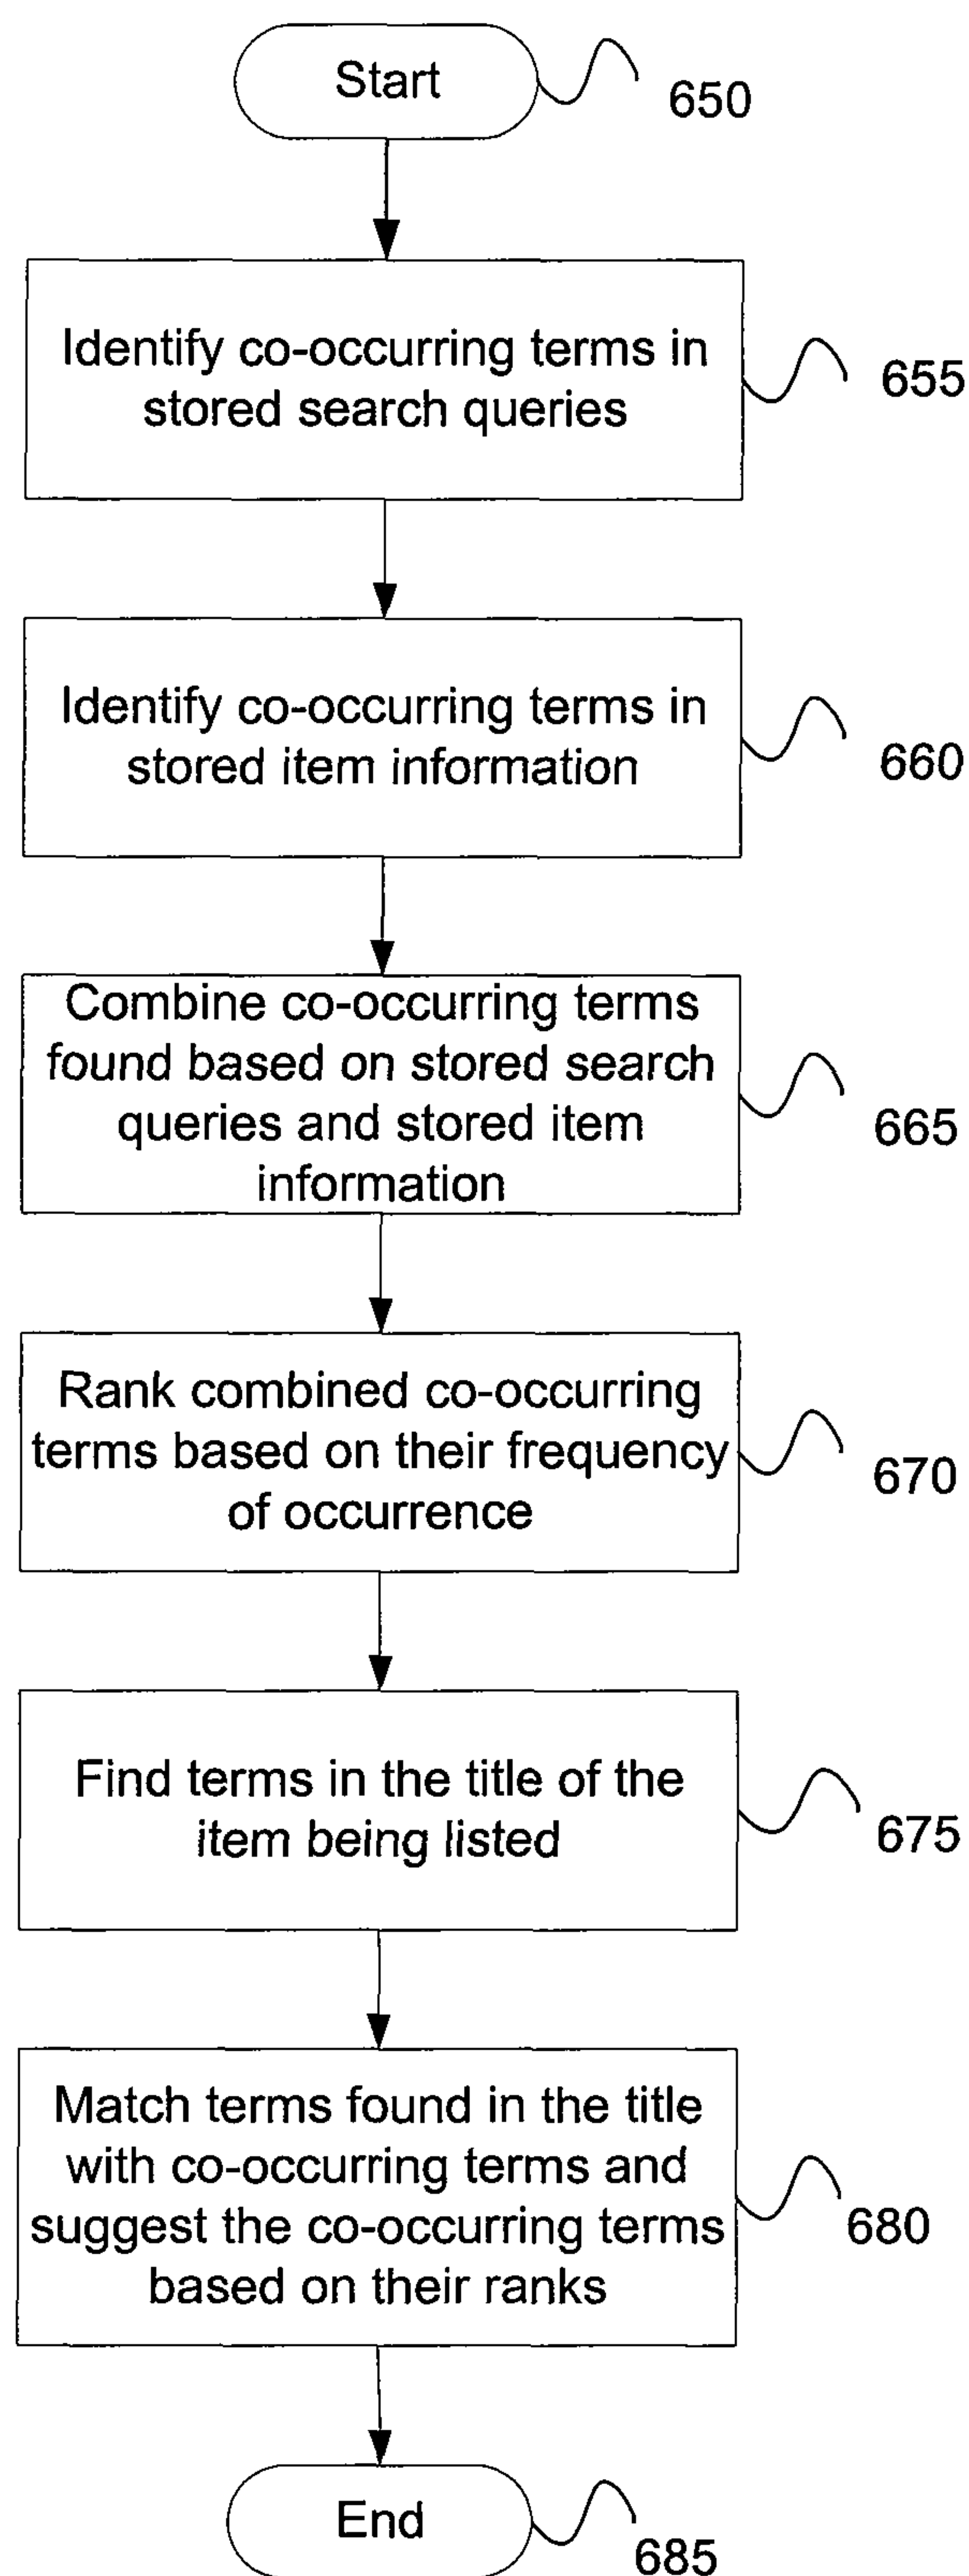 Start
650
Identify co-occurring terms in
stored search queries
655
Identify co-occurring terms in
stored item information
660
Combine co-occurring terms
found based on stored search
queries and stored item
information
665
Rank combined co-occurring
terms based on their frequency
of occurrence
670
Find terms in the title of the
item being listed
675
Match terms found in the title
with co-occurring terms and
suggest the co-occurring terms
based on their ranks
680
End
685